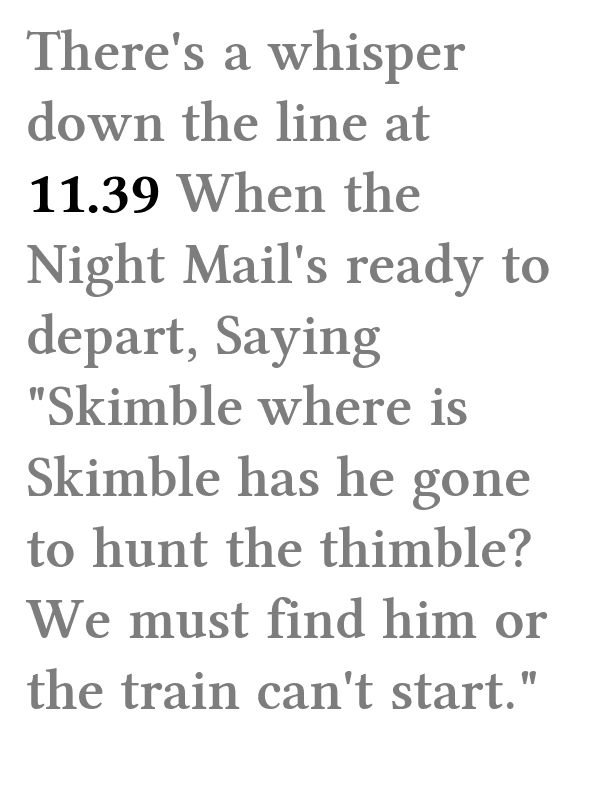 There's a whisper
down the line at
11.39 When the
Night Mail's ready to
depart, Saying
"Skimble where is
Skimble has he gone
to hunt the thimble?
We must find him or
the train can't start."